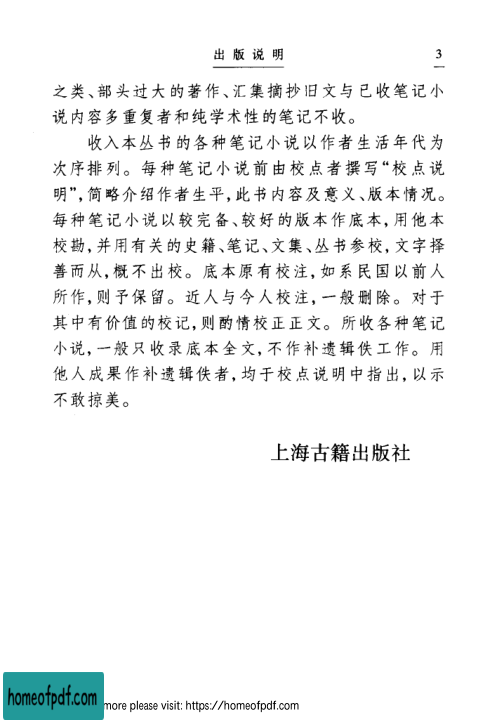 出版说明 3
之类、部头过大的著作、汇集摘抄旧文与已收笔记小
说内容多重复者和纯学术性的笔记不收。
收入本丛书的各种笔记小说以作者生活年代为
次序排列。每种笔记小说前由校点者撰写“校点说
明”,简略介绍作者生平,此书内容及意义、版本情况。
每种笔记小说以较完备、较好的版本作底本,用他本
校勘,并用有关的史籍、笔记、文集、丛书参校,文字择
善而从,概不出校。底本原有校注,如系民国以前人
所作,则予保留。近人与今人校注,一般删除。对于
其中有价值的校记,则酌情校正正文。所收各种笔记
小说,一般只收录底本全文,不作补遗辑佚工作。用
他人成果作补遗辑佚者,均于校点说明中指出,以示
不敢掠美。
上海古籍出版社
homeofpdf.com
more please visit: https://homeofpdf.com